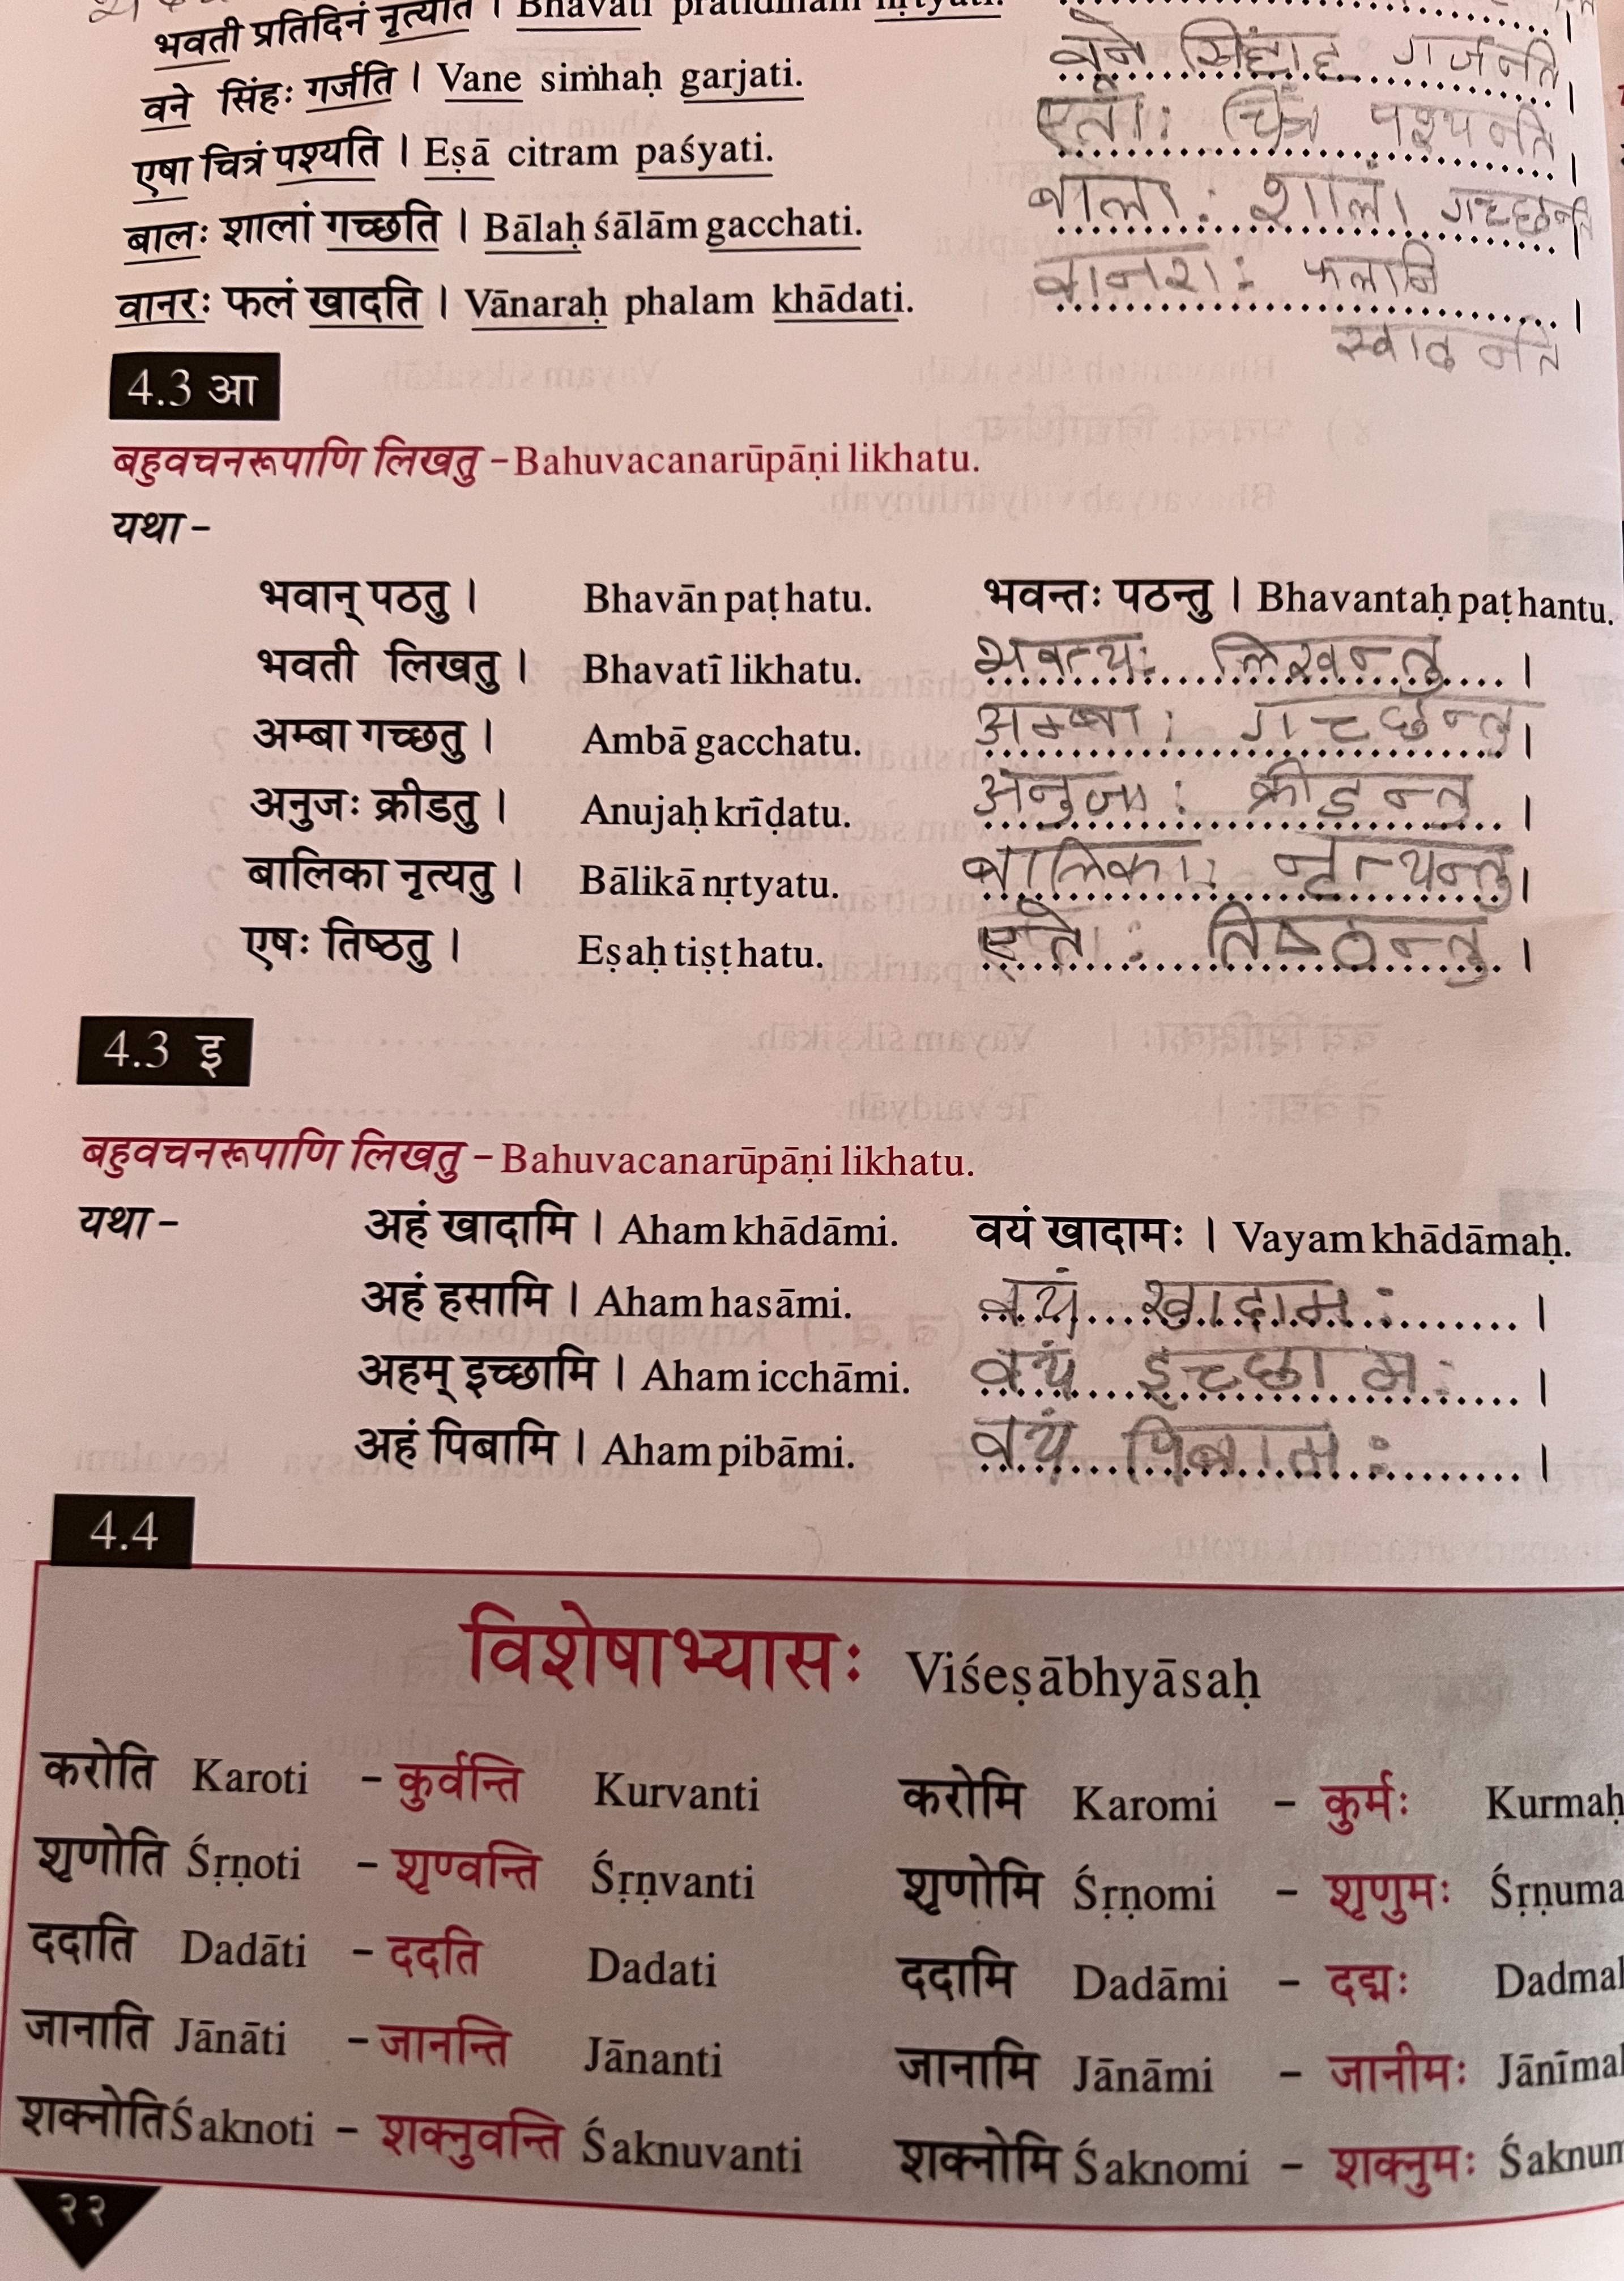 भवती प्रतिदिनं नृत्यति । Bhavatī pratidinam nṛtyati.
वने सिंहः गर्जति । Vane siṁhaḥ garjati. वने सिंहाह गर्जन्ति
एषा चित्रं पश्यति । Eṣā citram paśyati. एताः चित्रं पश्यन्ति
बालः शालां गच्छति । Bālaḥ śālām gacchati. बालाः शालां गच्छन्ति
वानरः फलं खादति । Vānaraḥ phalam khādati. वानराः फलानि ।
खादन्ति
4.3 आ
बहुवचनरूपाणि लिखतु – Bahuvacanarūpāṇi likhatu.
यथा –
भवान् पठतु । Bhavān paṭhatu. भवन्तः पठन्तु । Bhavantaḥ paṭhantu.
भवती लिखतु । Bhavatī likhatu. भवत्यः लिखन्तु ।
अम्बा गच्छतु । Ambā gacchatu. अम्बाः गच्छन्तु ।
अनुजः क्रीडतु । Anujaḥ krīḍatu. अनुजाः क्रीडन्तु ।
बालिका नृत्यतु । Bālikā nṛtyatu. बालिकाः नृत्यन्तु ।
एषः तिष्ठतु । Eṣaḥ tiṣṭhatu. एते तिष्ठन्तु ।
4.3 इ
बहुवचनरूपाणि लिखतु – Bahuvacanarūpāṇi likhatu.
यथा – अहं खादामि । Aham khādāmi. वयं खादामः । Vayam khādāmaḥ.
अहं हसामि । Aham hasāmi. वयं खादामः ।
अहम् इच्छामि । Aham icchāmi. वयं इच्छामः ।
अहं पिबामि । Aham pibāmi. वयं पिबामः ।
4.4
विशेषाभ्यासः Viśeṣābhyāsaḥ
करोति Karoti – कुर्वन्ति Kurvanti करोमि Karomi – कुर्मः Kurmaḥ
शृणोति Śṛṇoti – शृण्वन्ति Śṛṇvanti शृणोमि Śṛṇomi – शृणुमः Śṛṇuma
ददाति Dadāti – ददति Dadati ददामि Dadāmi – दद्मः Dadmaḥ
जानाति Jānāti – जानन्ति Jānanti जानामि Jānāmi – जानीमः Jānīmaḥ
शक्नोति Śaknoti – शक्नुवन्ति Śaknuvanti शक्नोमि Śaknomi – शक्नुमः Śaknum
२२